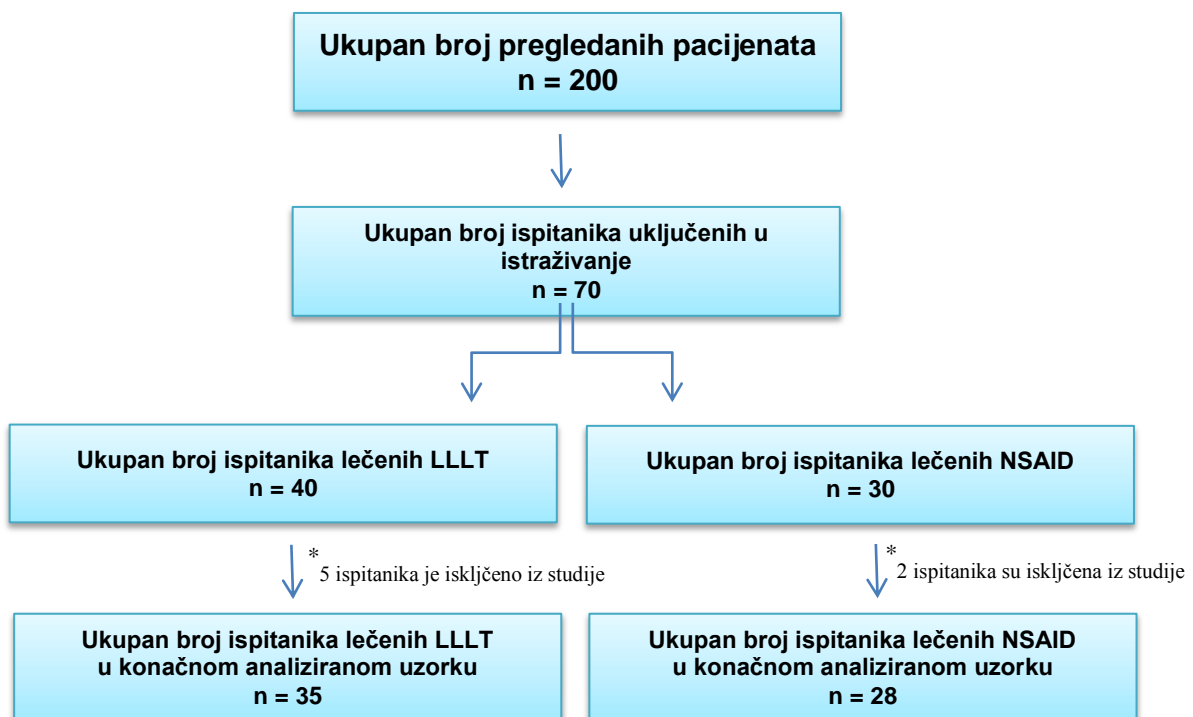 Ukupan broj pregledanih pacijenata
n = 200
Ukupan broj ispitanika uključenih u
istraživanje
n = 70
Ukupan broj ispitanika lečenih LLLT
n = 40
Ukupan broj ispitanika lečenih NSAID
n = 30
*
5 ispitanika je iskljčeno iz studije
*
2 ispitanika su iskljčena iz studije
Ukupan broj ispitanika lečenih LLLT
u konačnom analiziranom uzorku
n = 35
Ukupan broj ispitanika lečenih NSAID
u konačnom analiziranom uzorku
n = 28